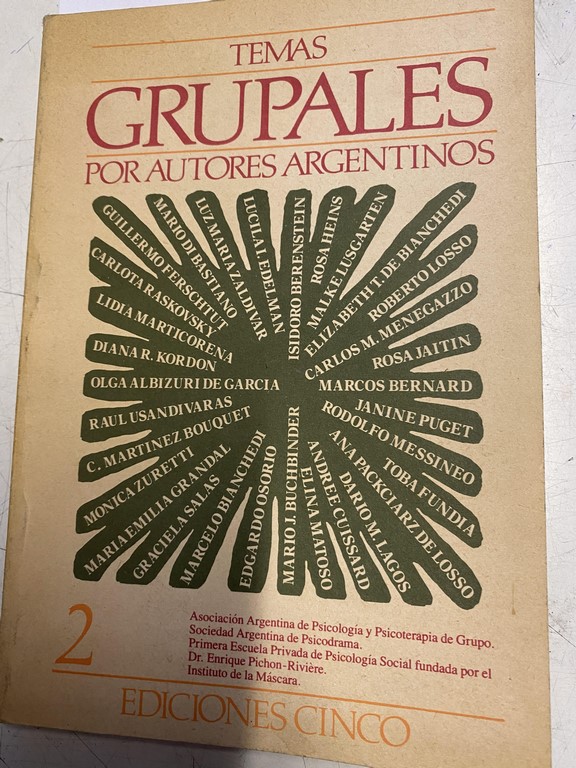 TEMAS
GRUPALES
POR AUTORES ARGENTINOS
GUILLERMO FERSCHTUT
MARIO DI BASTIANO
LUZ MARIA ZALDIVAR
LUCILA I. EDELMAN
ISIDORO BERENSTEIN
ROSA HEINS
MALKE LUSGARTEN
ELIZABETH T. DE BIANCHEDI
ROBERTO LOSSO
CARLOS M. MENEGAZZO
ROSA JAITIN
MARCOS BERNARD
JANINE PUGET
RODOLFO MESSINEO
TOBA FUNDIA
ANA PACKCIARZ DE LOSSO
DARIO M. LAGOS
ANDREE CUISSARD
ELINA MATOSO
MARIO J. BUCHBINDER
EDGARDO OSORIO
MARCELO BIANCHEDI
GRACIELA SALAS
MARIA EMILIA GRANDAL
MONICA ZURETTI
C. MARTINEZ BOUQUET
RAUL USANDIVARAS
OLGA ALBIZURI DE GARCIA
DIANA R. KORDON
LIDIA MARTICORENA
CARLOTA RASKOVSKY
2
Asociación Argentina de Psicología y Psicoterapia de Grupo.
Sociedad Argentina de Psicodrama.
Primera Escuela Privada de Psicología Social fundada por el
Dr. Enrique Pichon-Rivière.
Instituto de la Máscara.
EDICIONES CINCO